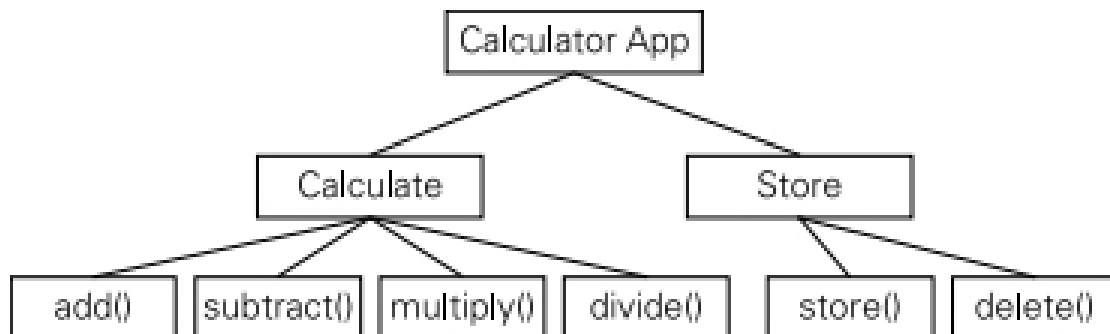 Calculator App
Calculate
Store
add()
subtract()
multiply()
divide()
store()
delete()